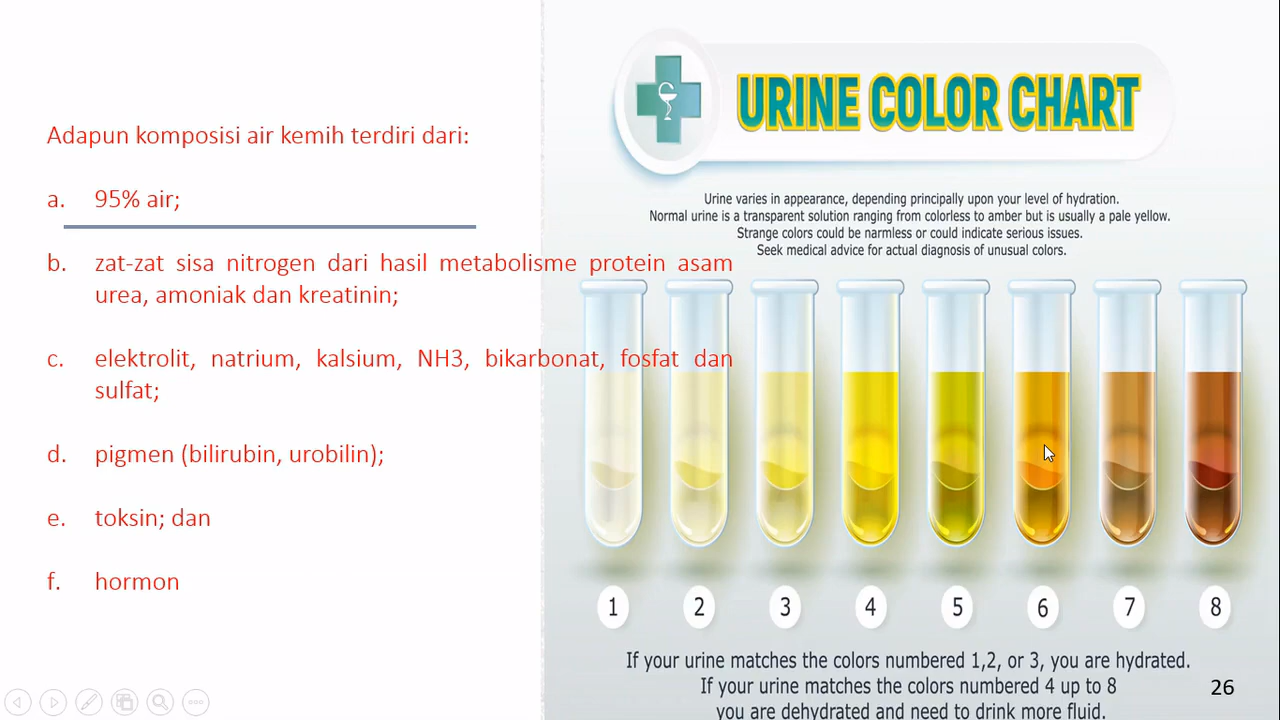 Adapun komposisi air kemih terdiri dari:
a. 95% air;
b. zat-zat sisa nitrogen dari hasil metabolisme protein asam
urea, amoniak dan kreatinin;
c. elektrolit, natrium, kalsium, NH3, bikarbonat, fosfat dan
sulfat;
d. pigmen (bilirubin, urobilin);
e. toksin; dan
f. hormon
URINE COLOR CHART
Urine varies in appearance, depending principally upon your level of hydration.
Normal urine is a transparent solution ranging from colorless to amber but is usually a pale yellow.
Strange colors could be narmless or could indicate serious issues.
Seek medical advice for actual diagnosis of unusual colors.
1 2 3 4 5 6 7 8
If your urine matches the colors numbered 1,2, or 3, you are hydrated.
If your urine matches the colors numbered 4 up to 8
you are dehydrated and need to drink more fluid.
26